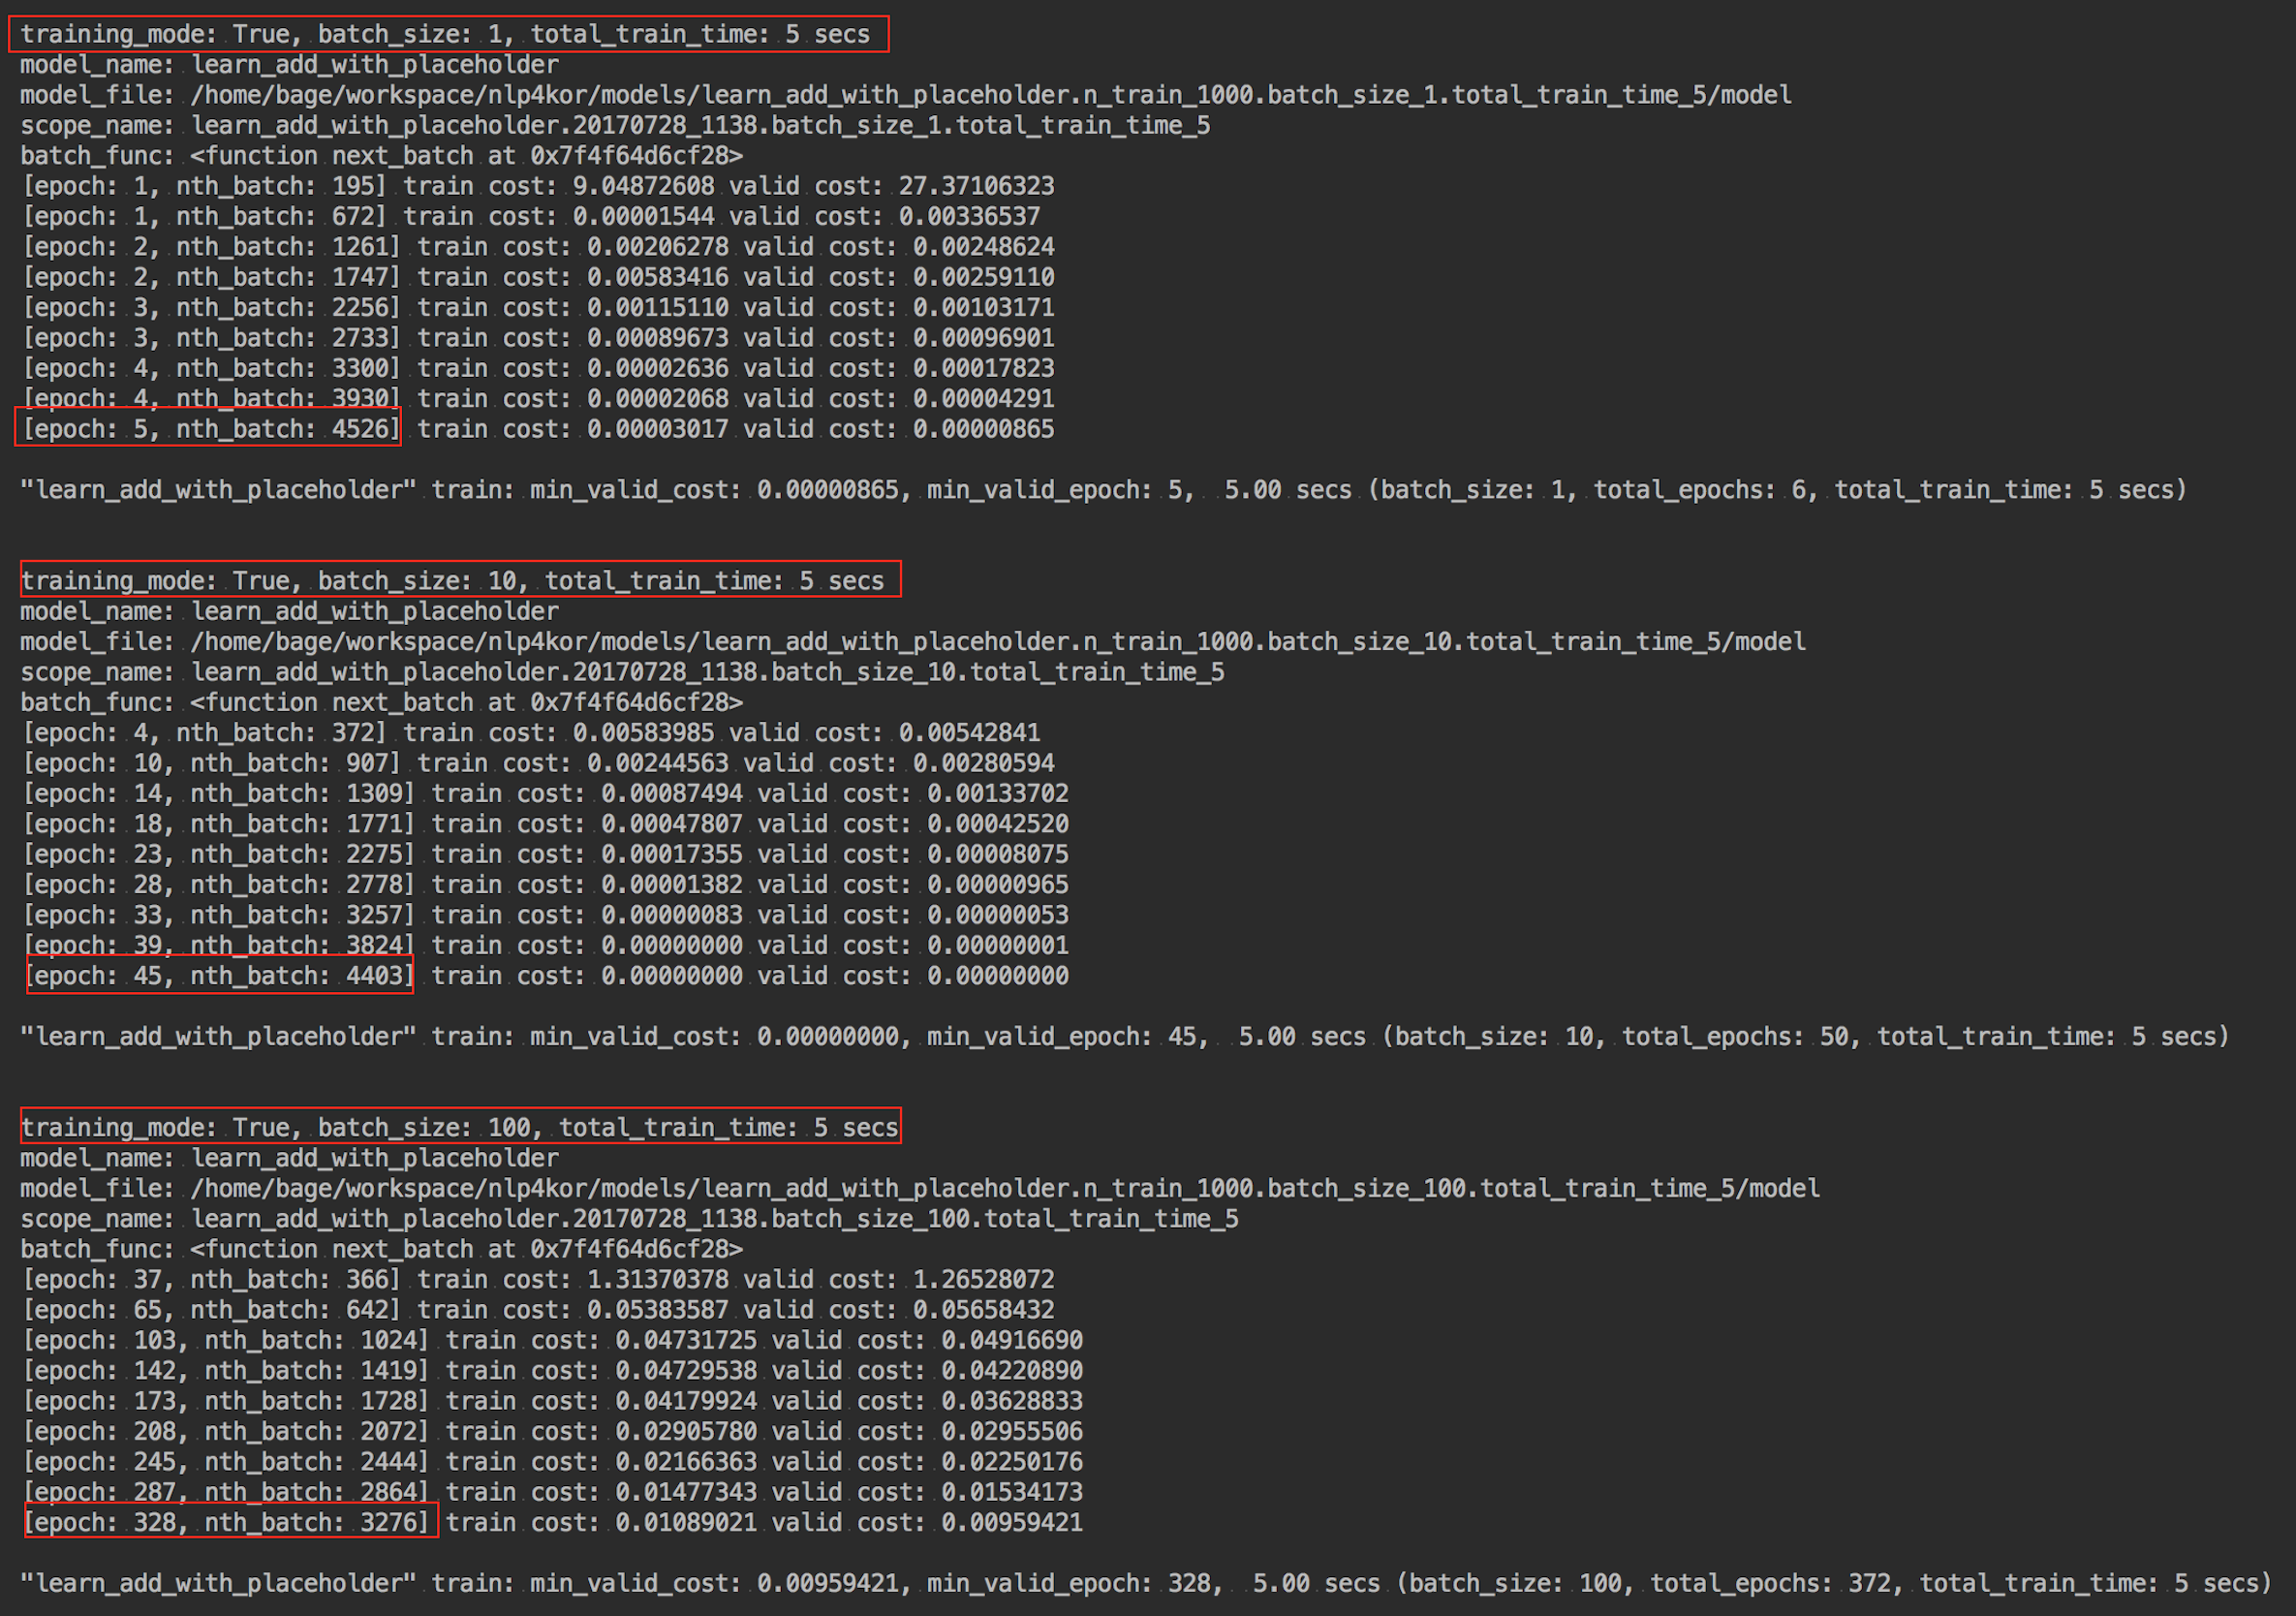 training_mode: True, batch_size: 1, total_train_time: 5 secs
model_name: learn_add_with_placeholder
model_file: /home/bage/workspace/nlp4kor/models/learn_add_with_placeholder.n_train_1000.batch_size_1.total_train_time_5/model
scope_name: learn_add_with_placeholder.20170728_1138.batch_size_1.total_train_time_5
batch_func: <function next_batch at 0x7f4f64d6cf28>
[epoch: 1, nth_batch: 195] train cost: 9.04872608 valid cost: 27.37106323
[epoch: 1, nth_batch: 672] train cost: 0.00001544 valid cost: 0.00336537
[epoch: 2, nth_batch: 1261] train cost: 0.00206278 valid cost: 0.00248624
[epoch: 2, nth_batch: 1747] train cost: 0.00583416 valid cost: 0.00259110
[epoch: 3, nth_batch: 2256] train cost: 0.00115110 valid cost: 0.00103171
[epoch: 3, nth_batch: 2733] train cost: 0.00089673 valid cost: 0.00096901
[epoch: 4, nth_batch: 3300] train cost: 0.00002636 valid cost: 0.00017823
[epoch: 4, nth_batch: 3930] train cost: 0.00002068 valid cost: 0.00004291
[epoch: 5, nth_batch: 4526] train cost: 0.00003017 valid cost: 0.00000865
"learn_add_with_placeholder" train: min_valid_cost: 0.00000865, min_valid_epoch: 5,  5.00 secs (batch_size: 1, total_epochs: 6, total_train_time: 5 secs)
training_mode: True, batch_size: 10, total_train_time: 5 secs
model_name: learn_add_with_placeholder
model_file: /home/bage/workspace/nlp4kor/models/learn_add_with_placeholder.n_train_1000.batch_size_10.total_train_time_5/model
scope_name: learn_add_with_placeholder.20170728_1138.batch_size_10.total_train_time_5
batch_func: <function next_batch at 0x7f4f64d6cf28>
[epoch: 4, nth_batch: 372] train cost: 0.00583985 valid cost: 0.00542841
[epoch: 10, nth_batch: 907] train cost: 0.00244563 valid cost: 0.00280594
[epoch: 14, nth_batch: 1309] train cost: 0.00087494 valid cost: 0.00133702
[epoch: 18, nth_batch: 1771] train cost: 0.00047807 valid cost: 0.00042520
[epoch: 23, nth_batch: 2275] train cost: 0.00017355 valid cost: 0.00008075
[epoch: 28, nth_batch: 2778] train cost: 0.00001382 valid cost: 0.00000965
[epoch: 33, nth_batch: 3257] train cost: 0.00000083 valid cost: 0.00000053
[epoch: 39, nth_batch: 3824] train cost: 0.00000000 valid cost: 0.00000001
[epoch: 45, nth_batch: 4403] train cost: 0.00000000 valid cost: 0.00000000
"learn_add_with_placeholder" train: min_valid_cost: 0.00000000, min_valid_epoch: 45,  5.00 secs (batch_size: 10, total_epochs: 50, total_train_time: 5 secs)
training_mode: True, batch_size: 100, total_train_time: 5 secs
model_name: learn_add_with_placeholder
model_file: /home/bage/workspace/nlp4kor/models/learn_add_with_placeholder.n_train_1000.batch_size_100.total_train_time_5/model
scope_name: learn_add_with_placeholder.20170728_1138.batch_size_100.total_train_time_5
batch_func: <function next_batch at 0x7f4f64d6cf28>
[epoch: 37, nth_batch: 366] train cost: 1.31370378 valid cost: 1.26528072
[epoch: 65, nth_batch: 642] train cost: 0.05383587 valid cost: 0.05658432
[epoch: 103, nth_batch: 1024] train cost: 0.04731725 valid cost: 0.04916690
[epoch: 142, nth_batch: 1419] train cost: 0.04729538 valid cost: 0.04220890
[epoch: 173, nth_batch: 1728] train cost: 0.04179924 valid cost: 0.03628833
[epoch: 208, nth_batch: 2072] train cost: 0.02905780 valid cost: 0.02955506
[epoch: 245, nth_batch: 2444] train cost: 0.02166363 valid cost: 0.02250176
[epoch: 287, nth_batch: 2864] train cost: 0.01477343 valid cost: 0.01534173
[epoch: 328, nth_batch: 3276] train cost: 0.01089021 valid cost: 0.00959421
"learn_add_with_placeholder" train: min_valid_cost: 0.00959421, min_valid_epoch: 328,  5.00 secs (batch_size: 100, total_epochs: 372, total_train_time: 5 secs)